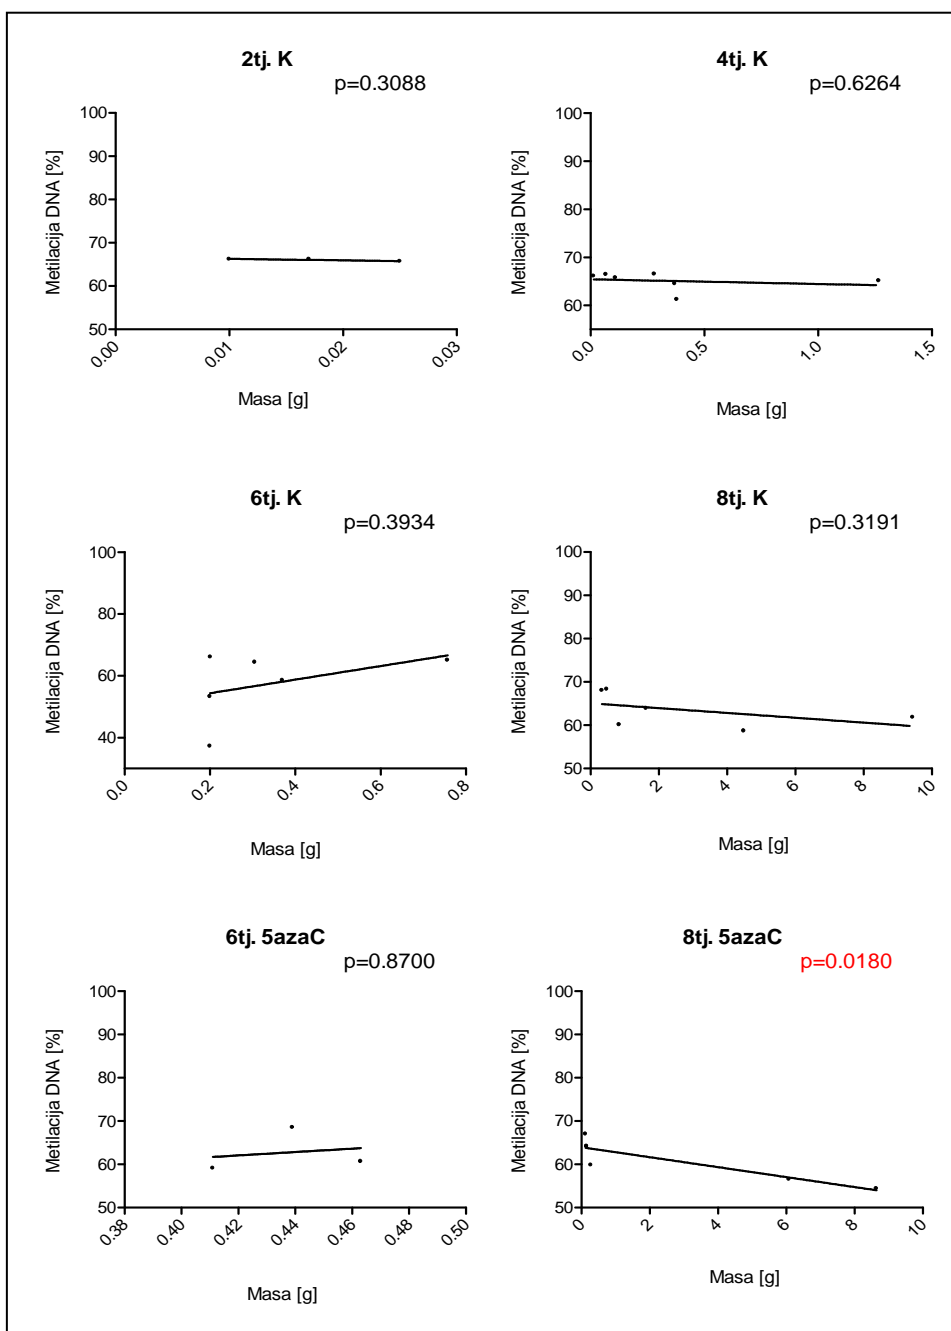 2tj. K
p=0.3088
Metilacija DNA [%]
100
90
80
70
60
50
0.00
0.01
0.02
0.03
Masa [g]
4tj. K
p=0.6264
Metilacija DNA [%]
100
90
80
70
60
0.0
0.5
1.0
1.5
Masa [g]
6tj. K
p=0.3934
Metilacija DNA [%]
100
80
60
40
0.0
0.2
0.4
0.6
0.8
Masa [g]
8tj. K
p=0.3191
Metilacija DNA [%]
100
90
80
70
60
50
0
2
4
6
8
10
Masa [g]
6tj. 5azaC
p=0.8700
Metilacija DNA [%]
100
90
80
70
60
50
0.38
0.40
0.42
0.44
0.46
0.48
0.50
Masa [g]
8tj. 5azaC
p=0.0180
Metilacija DNA [%]
100
90
80
70
60
50
0
2
4
6
8
10
Masa [g]